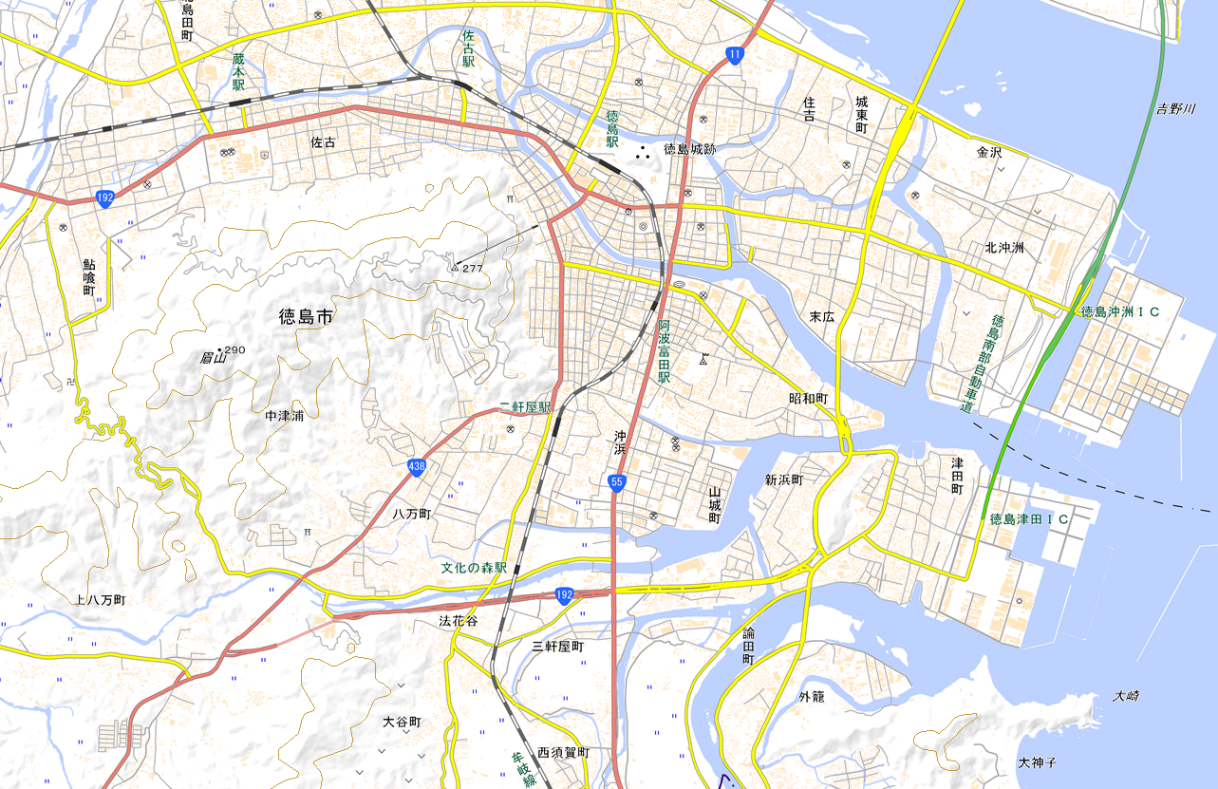 北島田町
佐古駅
蔵本駅
11
住吉
城東町
吉野川
徳島駅
佐古
徳島城跡
金沢
192
鮎喰町
277
北沖洲
徳島市
末広
徳島沖洲ＩＣ
阿波富田駅
徳島南部自動車道
290
眉山
中津浦
二軒屋駅
昭和町
沖浜
438
55
新浜町
津田町
山城町
八万町
徳島津田ＩＣ
文化の森駅
192
上八万町
法花谷
三軒屋町
論田町
外籠
大崎
大谷町
西須賀町
牟岐線
大神子